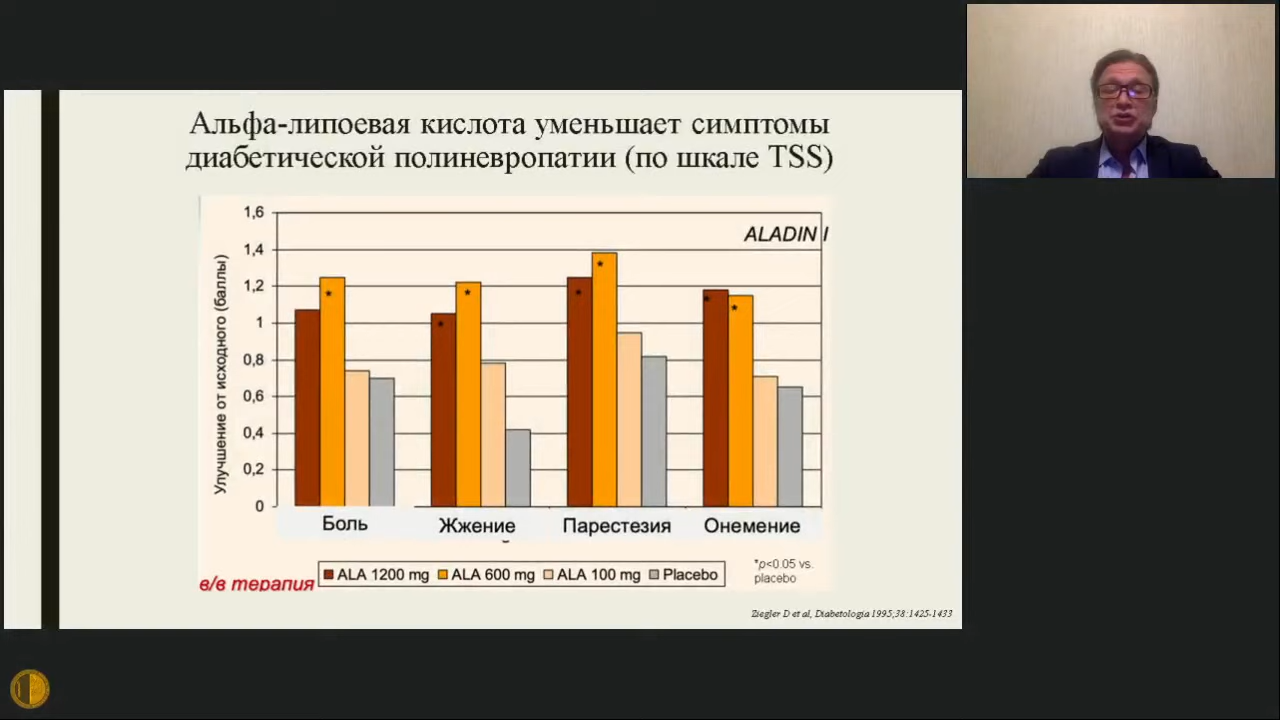 Альфа-липоевая кислота уменьшает симптомы
диабетической полиневропатии (по шкале TSS)
ALADIN I
Улучшение от исходного (баллы)
1,6
1,4
1,2
1
0,8
0,6
0,4
0,2
0
*
*
*
*
*
*
*
Боль
Жжение
Парестезия
Онемение
в/в терапия
ALA 1200 mg ALA 600 mg ALA 100 mg Placebo
*p<0.05 vs.
placebo
Ziegler D et al, Diabetologia 1995;38:1425-1433